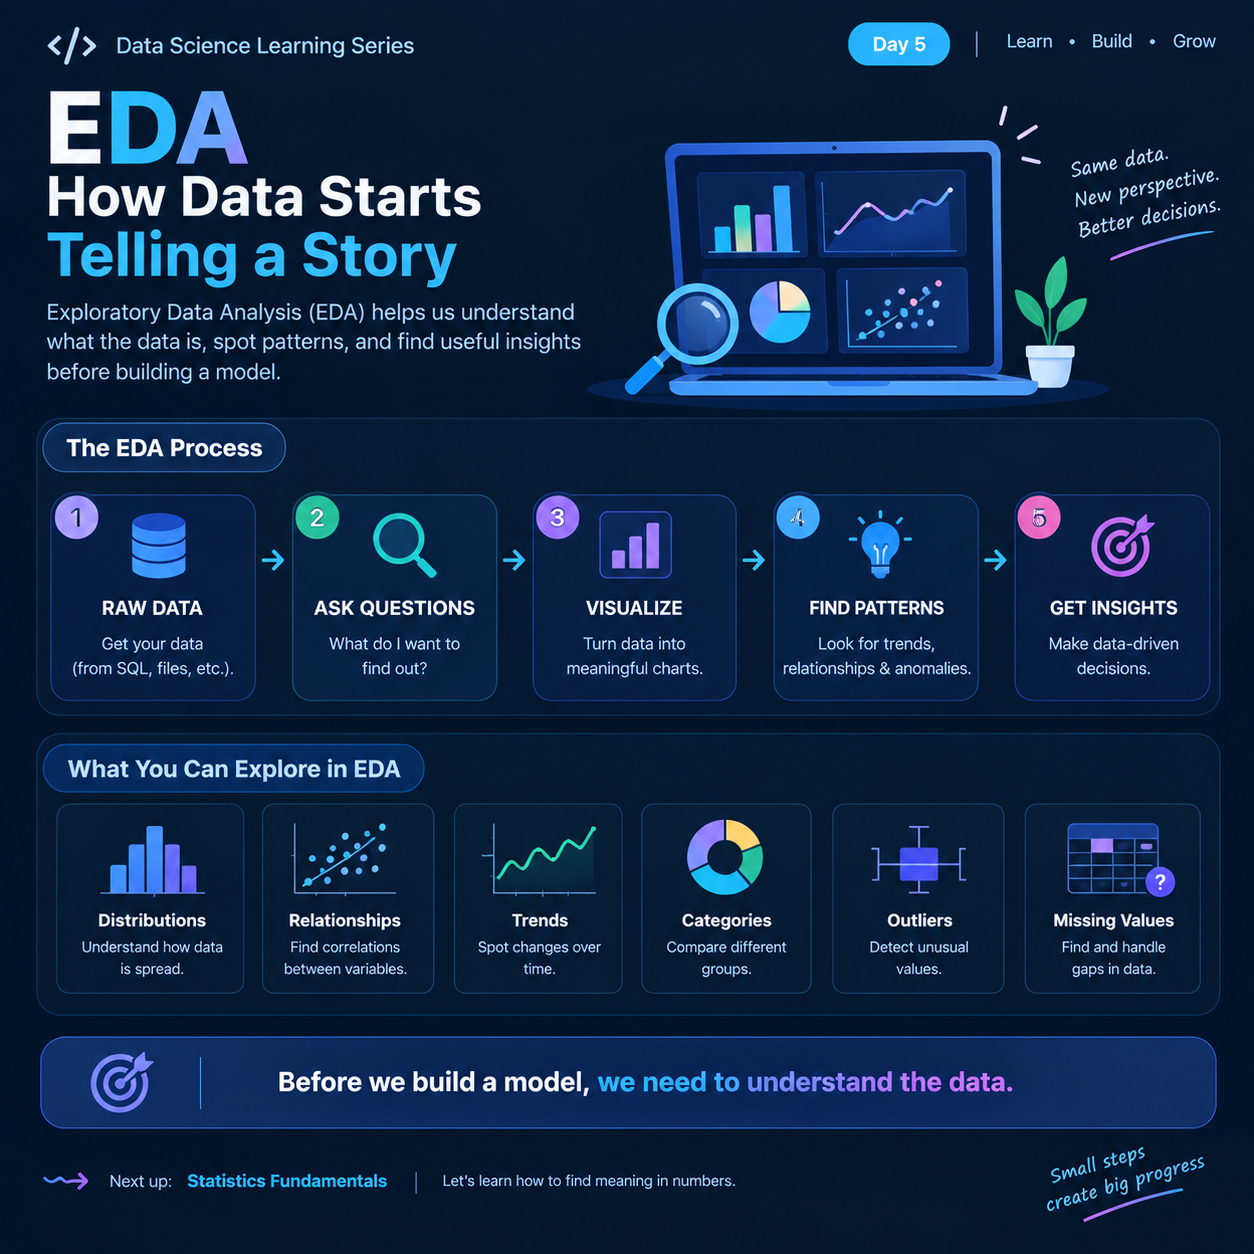 </> Data Science Learning Series
Day 5
Learn • Build • Grow
EDA
How Data Starts
Telling a Story
Exploratory Data Analysis (EDA) helps us understand
what the data is, spot patterns, and find useful insights
before building a model.
Same data.
New perspective.
Better decisions.
The EDA Process
1
RAW DATA
Get your data
(from SQL, files, etc.).
2
ASK QUESTIONS
What do I want to
find out?
3
VISUALIZE
Turn data into
meaningful charts.
4
FIND PATTERNS
Look for trends,
relationships & anomalies.
5
GET INSIGHTS
Make data-driven
decisions.
What You Can Explore in EDA
Distributions
Understand how data
is spread.
Relationships
Find correlations
between variables.
Trends
Spot changes over
time.
Categories
Compare different
groups.
Outliers
Detect unusual
values.
?
Missing Values
Find and handle
gaps in data.
Before we build a model, we need to understand the data.
Next up: Statistics Fundamentals
Let's learn how to find meaning in numbers.
Small steps
create big progress